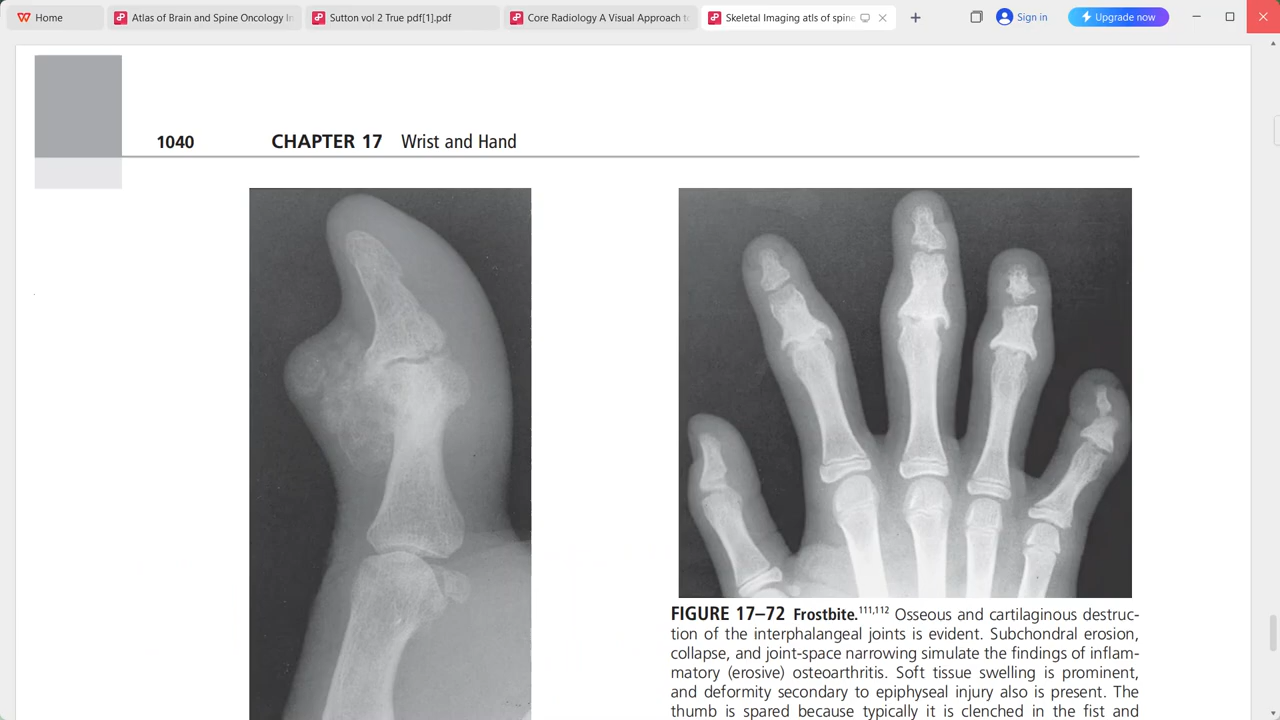 Home
Atlas of Brain and Spine Oncology I
Sutton vol 2 True pdf[1].pdf
Core Radiology A Visual Approach to
Skeletal Imaging atls of spine
Sign in
Upgrade now
1040 CHAPTER 17 Wrist and Hand
FIGURE 17–72 Frostbite.111,112 Osseous and cartilaginous destruc-
tion of the interphalangeal joints is evident. Subchondral erosion,
collapse, and joint-space narrowing simulate the findings of inflam-
matory (erosive) osteoarthritis. Soft tissue swelling is prominent,
and deformity secondary to epiphyseal injury also is present. The
thumb is spared because typically it is clenched in the fist and